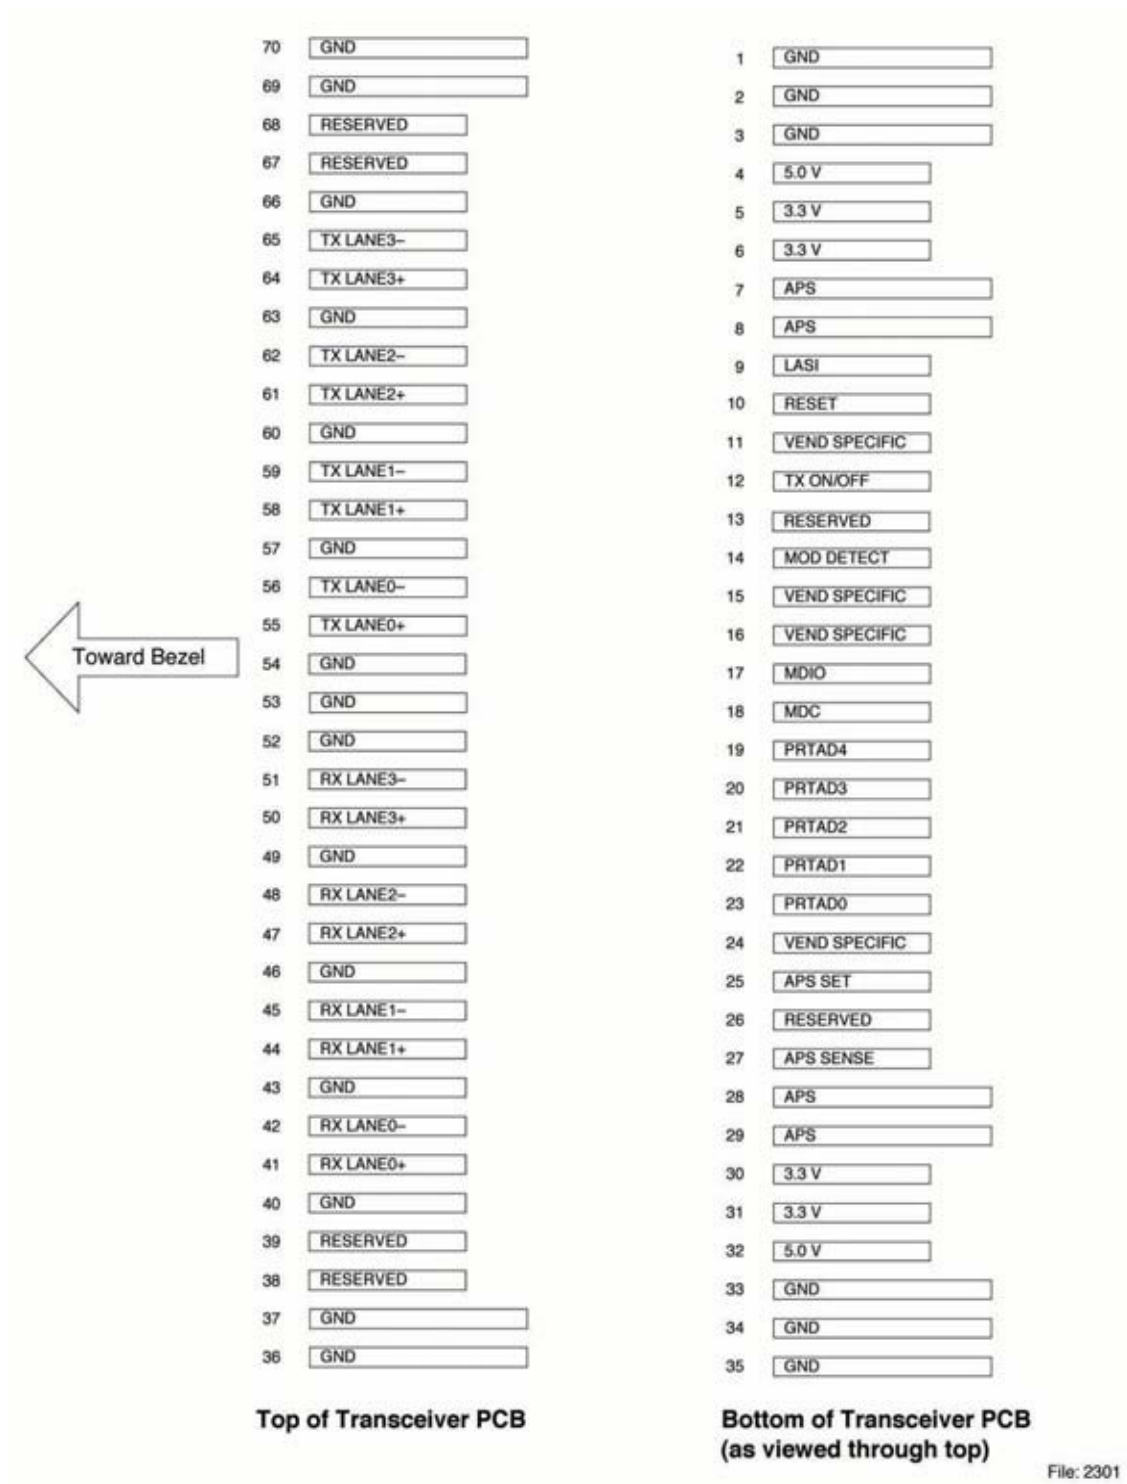 70 GND
69 GND
68 RESERVED
67 RESERVED
66 GND
65 TX LANE3–
64 TX LANE3+
63 GND
62 TX LANE2–
61 TX LANE2+
60 GND
59 TX LANE1–
58 TX LANE1+
57 GND
56 TX LANE0–
55 TX LANE0+
Toward Bezel
54 GND
53 GND
52 GND
51 RX LANE3–
50 RX LANE3+
49 GND
48 RX LANE2–
47 RX LANE2+
46 GND
45 RX LANE1–
44 RX LANE1+
43 GND
42 RX LANE0–
41 RX LANE0+
40 GND
39 RESERVED
38 RESERVED
37 GND
36 GND
Top of Transceiver PCB
1 GND
2 GND
3 GND
4 5.0 V
5 3.3 V
6 3.3 V
7 APS
8 APS
9 LASI
10 RESET
11 VEND SPECIFIC
12 TX ON/OFF
13 RESERVED
14 MOD DETECT
15 VEND SPECIFIC
16 VEND SPECIFIC
17 MDIO
18 MDC
19 PRTAD4
20 PRTAD3
21 PRTAD2
22 PRTAD1
23 PRTAD0
24 VEND SPECIFIC
25 APS SET
26 RESERVED
27 APS SENSE
28 APS
29 APS
30 3.3 V
31 3.3 V
32 5.0 V
33 GND
34 GND
35 GND
Bottom of Transceiver PCB
(as viewed through top)
File: 2301